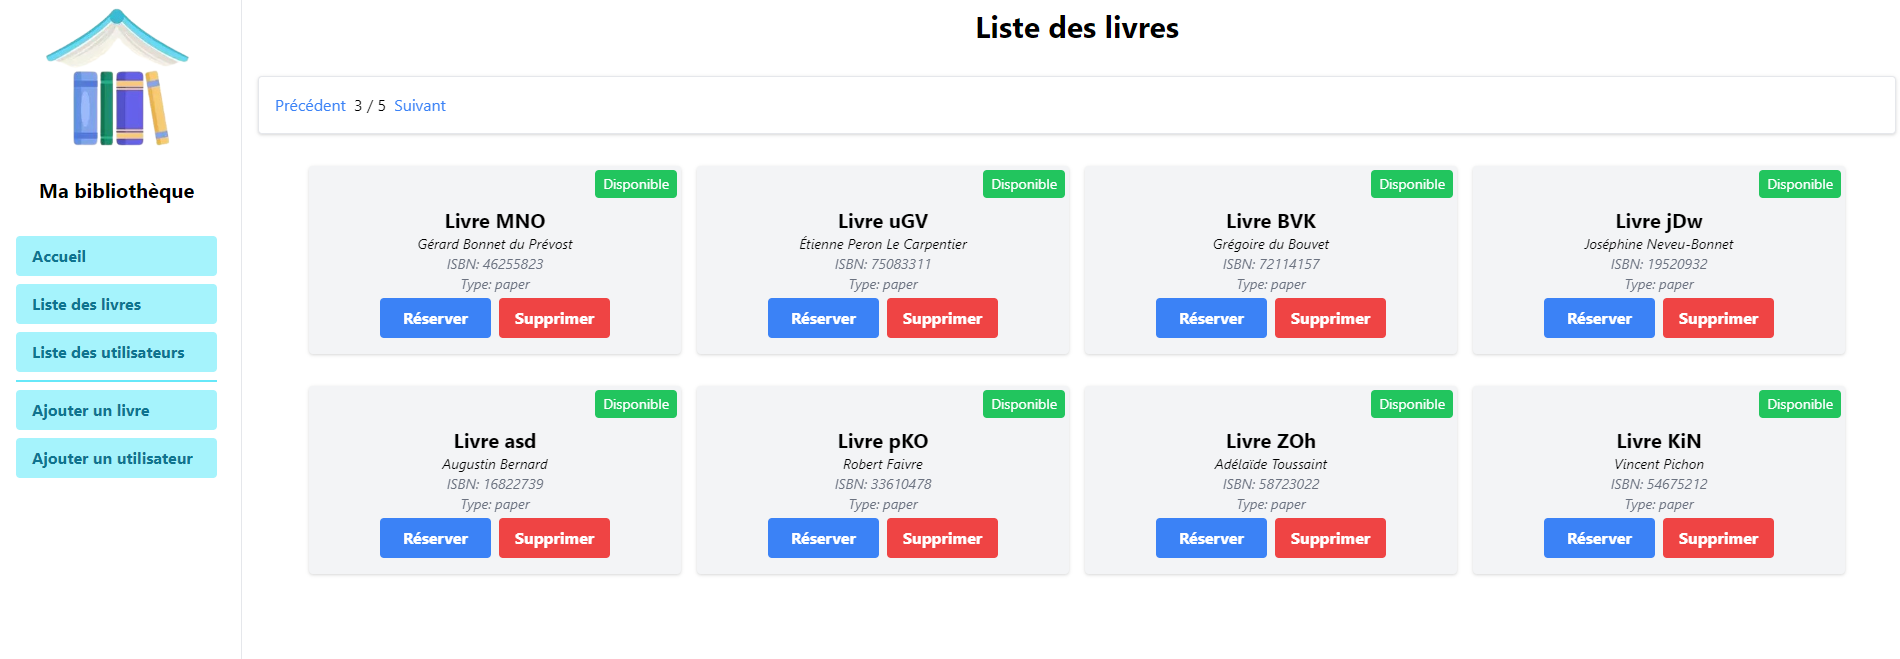 Ma bibliothèque
Accueil
Liste des livres
Liste des utilisateurs
Ajouter un livre
Ajouter un utilisateur
Liste des livres
Précédent 3 / 5 Suivant
Disponible
Livre MNO
Gérard Bonnet du Prévost
ISBN: 46255823
Type: paper
Réserver Supprimer
Disponible
Livre uGV
Étienne Peron Le Carpentier
ISBN: 75083311
Type: paper
Réserver Supprimer
Disponible
Livre BVK
Grégoire du Bouvet
ISBN: 72114157
Type: paper
Réserver Supprimer
Disponible
Livre jDw
Joséphine Neveu-Bonnet
ISBN: 19520932
Type: paper
Réserver Supprimer
Disponible
Livre asd
Augustin Bernard
ISBN: 16822739
Type: paper
Réserver Supprimer
Disponible
Livre pKO
Robert Faivre
ISBN: 33610478
Type: paper
Réserver Supprimer
Disponible
Livre ZOh
Adélaïde Toussaint
ISBN: 58723022
Type: paper
Réserver Supprimer
Disponible
Livre KiN
Vincent Pichon
ISBN: 54675212
Type: paper
Réserver Supprimer